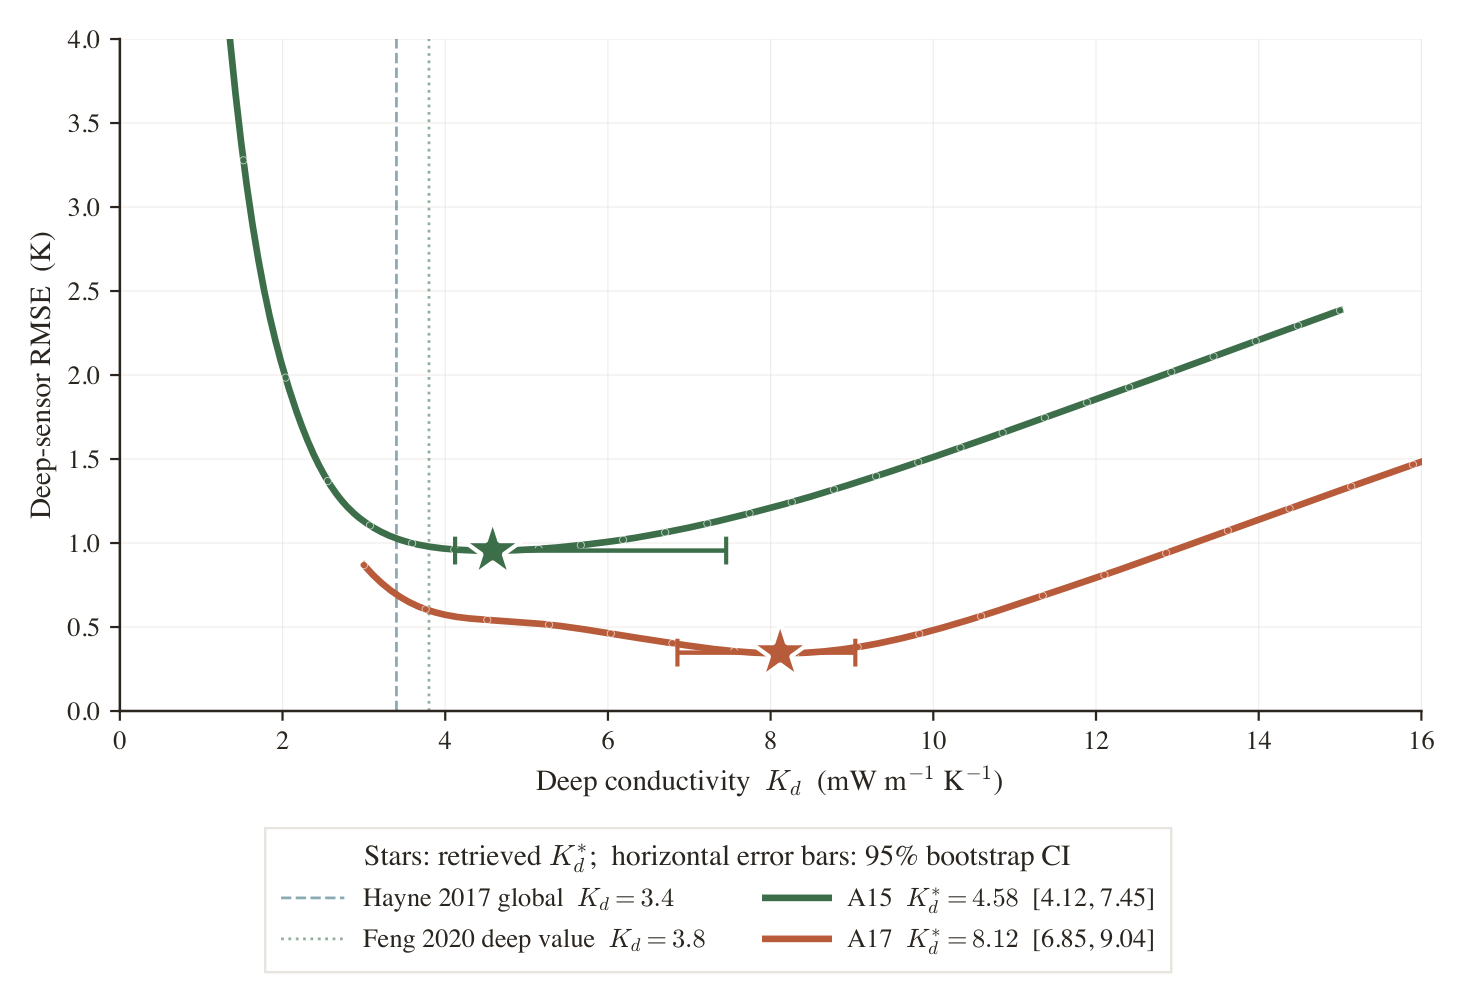 4.0
3.5
3.0
2.5
2.0
1.5
1.0
0.5
0.0
Deep-sensor RMSE (K)
0 2 4 6 8 10 12 14 16
Deep conductivity K_d (mW m⁻¹ K⁻¹)
Stars: retrieved K_d^*; horizontal error bars: 95% bootstrap CI
Hayne 2017 global K_d = 3.4
Feng 2020 deep value K_d = 3.8
A15 K_d^* = 4.58 [4.12, 7.45]
A17 K_d^* = 8.12 [6.85, 9.04]